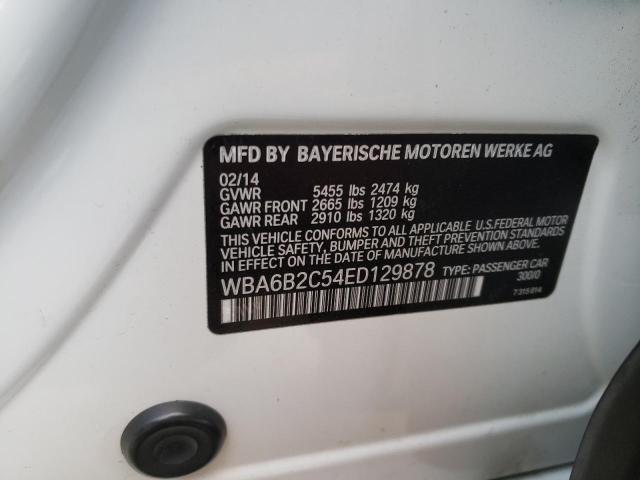 MFD BY BAYERISCHE MOTOREN WERKE AG
02/14
GVWR 5455 lbs 2474 kg
GAWR FRONT 2665 lbs 1209 kg
GAWR REAR 2910 lbs 1320 kg
THIS VEHICLE CONFORMS TO ALL APPLICABLE U.S.FEDERAL MOTOR
VEHICLE SAFETY, BUMPER AND THEFT PREVENTION STANDARDS
IN EFFECT ON THE DATE OF MANUFACTURE SHOWN ABOVE.
WBA6B2C54ED129878 TYPE: PASSENGER CAR
300/0
7 315 814